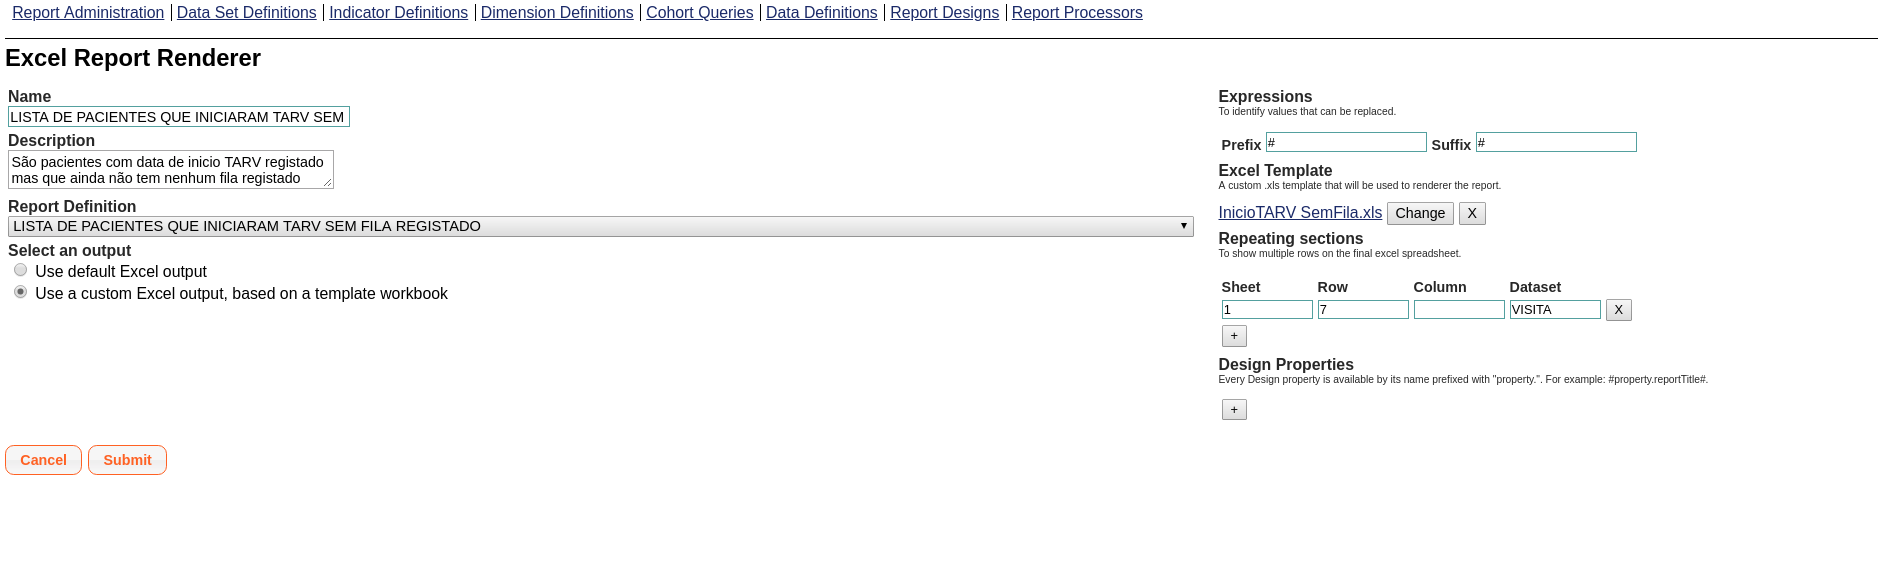 Report Administration Data Set Definitions Indicator Definitions Dimension Definitions Cohort Queries Data Definitions Report Designs Report Processors
Excel Report Renderer
Name
LISTA DE PACIENTES QUE INICIARAM TARV SEM
Description
São pacientes com data de inicio TARV registado
mas que ainda não tem nenhum fila registado
Report Definition
LISTA DE PACIENTES QUE INICIARAM TARV SEM FILA REGISTADO
Select an output
Use default Excel output
Use a custom Excel output, based on a template workbook
Expressions
To identify values that can be replaced.
Prefix # Suffix #
Excel Template
A custom .xls template that will be used to renderer the report.
InicioTARV SemFila.xls Change X
Repeating sections
To show multiple rows on the final excel spreadsheet.
Sheet Row Column Dataset
1 7 VISITA X
+
Design Properties
Every Design property is available by its name prefixed with "property.". For example: #property.reportTitle#.
+
Cancel Submit